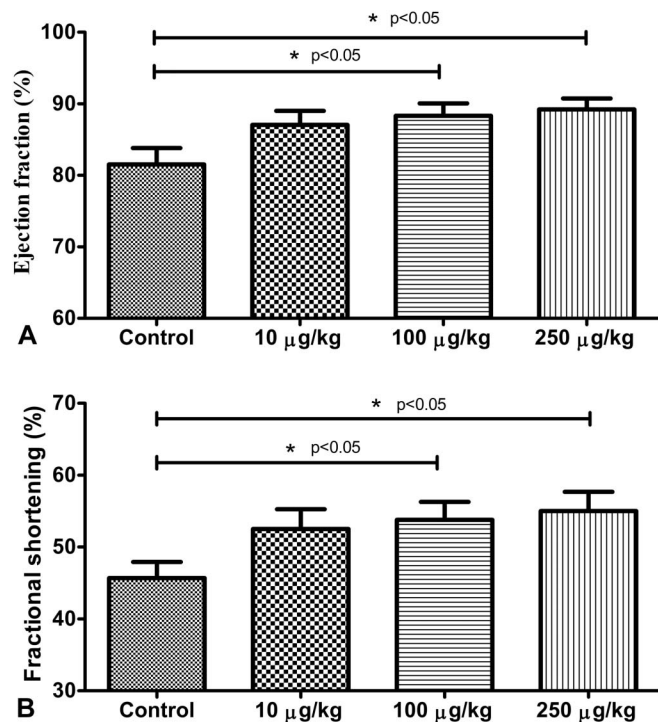 100
* p<0.05
* p<0.05
90
80
70
60
Ejection fraction (%)
A
Control 10 μg/kg 100 μg/kg 250 μg/kg
70
* p<0.05
* p<0.05
60
50
40
30
Fractional shortening (%)
B
Control 10 μg/kg 100 μg/kg 250 μg/kg